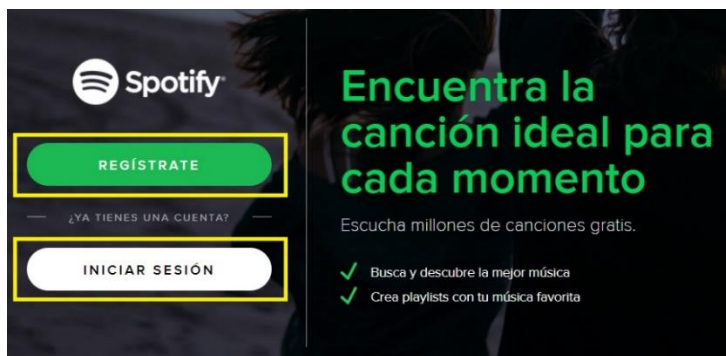 Spotify
REGÍSTRATE
¿YA TIENES UNA CUENTA?
INICIAR SESIÓN
Encuentra la
canción ideal para
cada momento
Escucha millones de canciones gratis.
Busca y descubre la mejor música
Crea playlists con tu música favorita